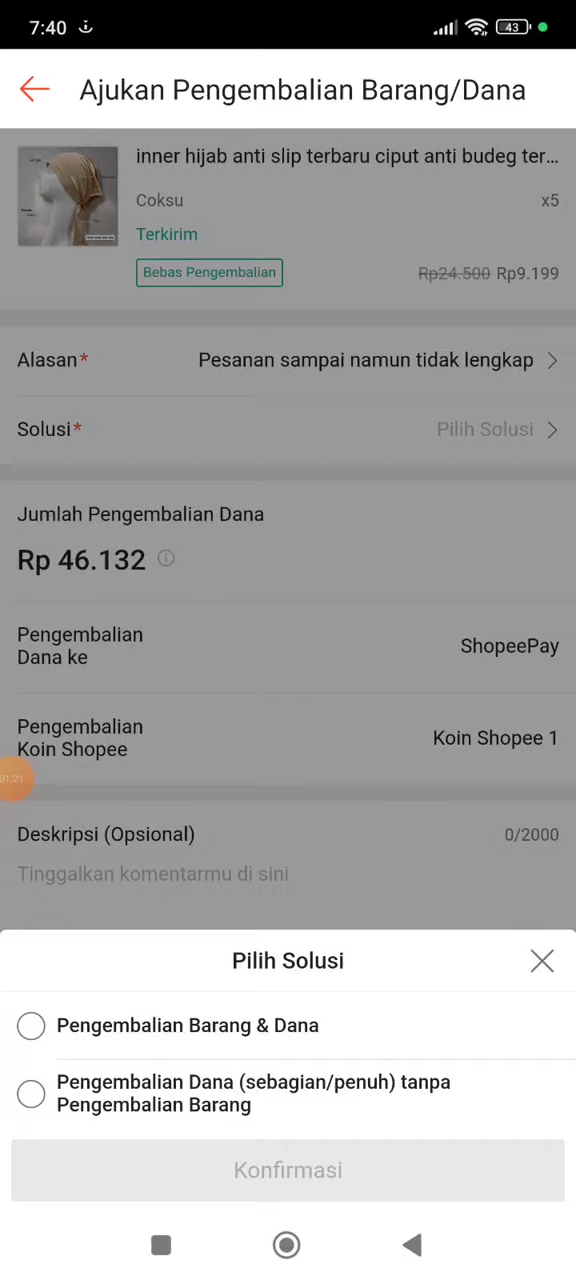 7:40
43
Ajukan Pengembalian Barang/Dana
inner hijab anti slip terbaru ciput anti budeg ter...
Coksu x5
Terkirim
Bebas Pengembalian Rp24.500 Rp9.199
Alasan* Pesanan sampai namun tidak lengkap
Solusi* Pilih Solusi
Jumlah Pengembalian Dana
Rp 46.132
Pengembalian
Dana ke
ShopeePay
Pengembalian
Koin Shopee
Koin Shopee 1
01:21
Deskripsi (Opsional) 0/2000
Tinggalkan komentarmu di sini
Pilih Solusi
Pengembalian Barang & Dana
Pengembalian Dana (sebagian/penuh) tanpa
Pengembalian Barang
Konfirmasi